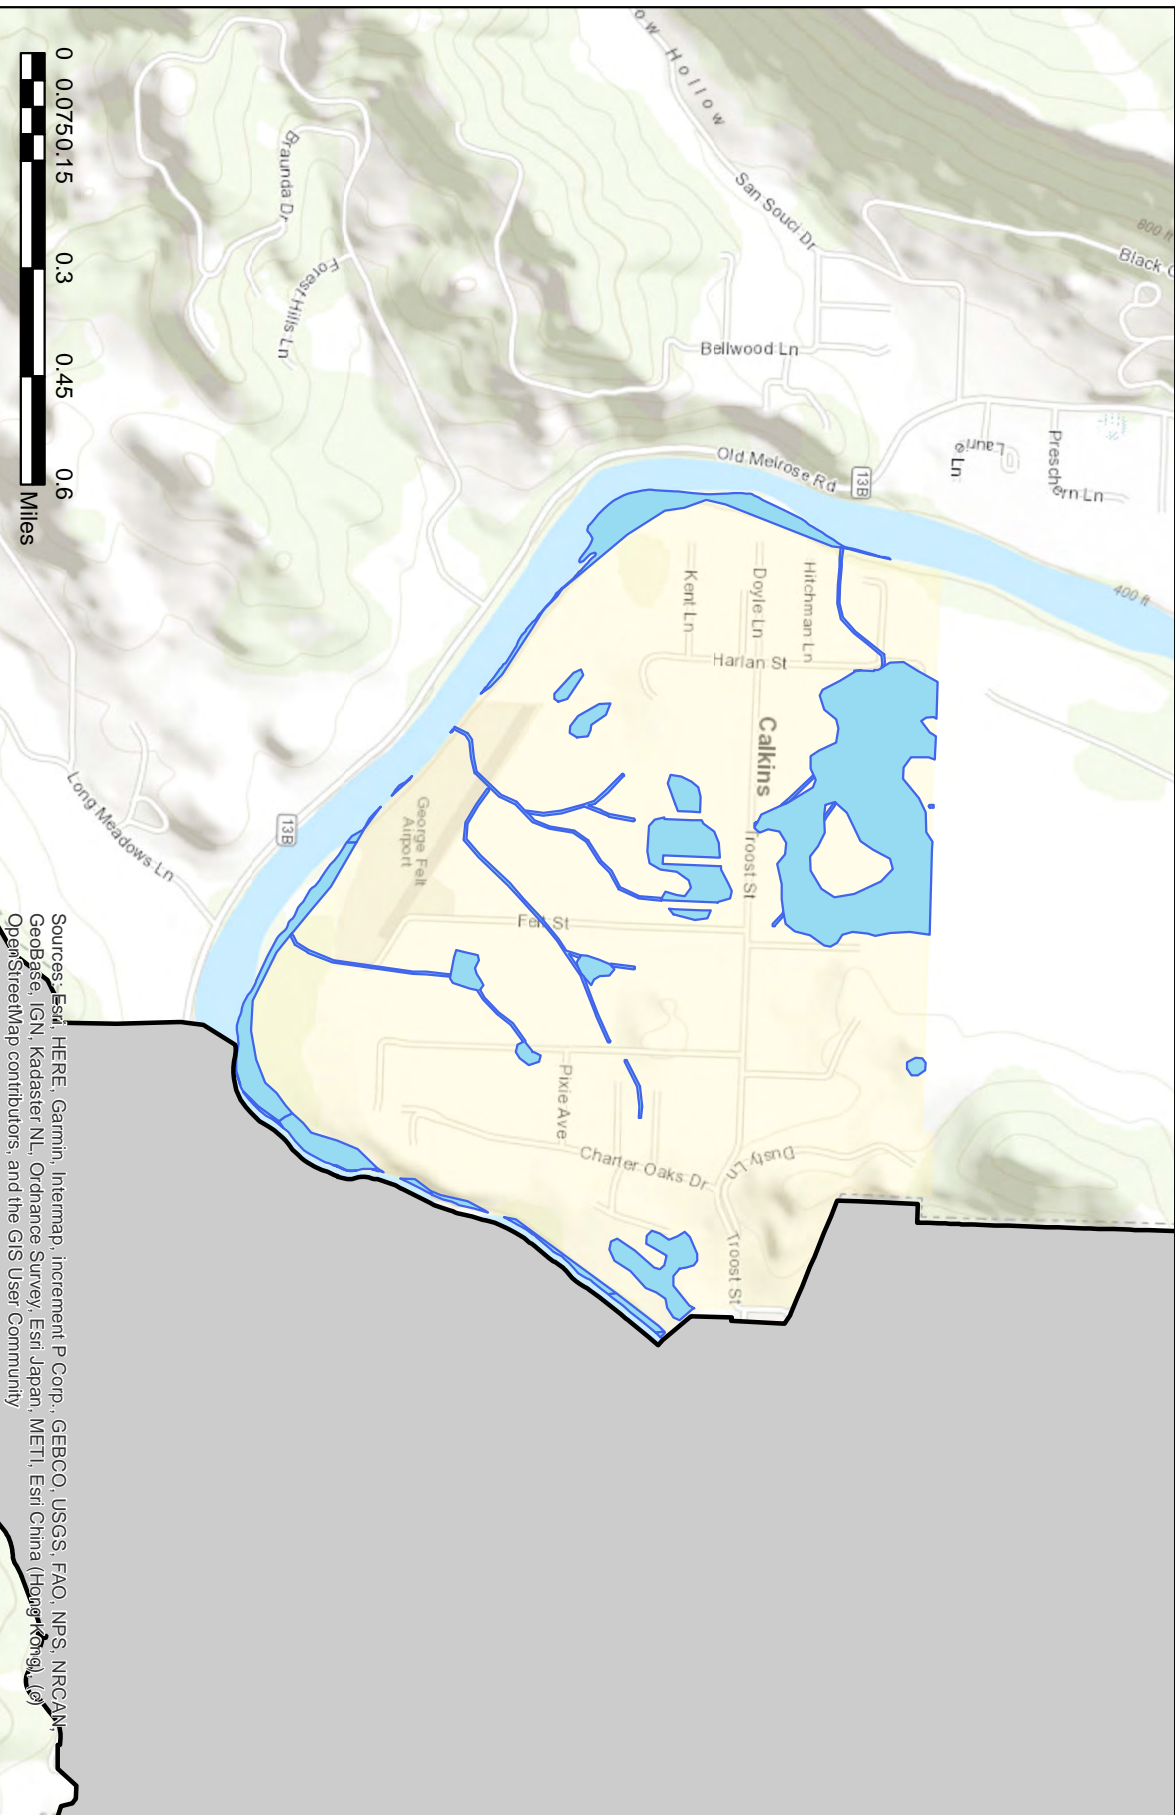 ow Hollow
San Souci Dr
800 ft
Black
Braunda Dr
Forest Hills Ln
Bellwood Ln
Laurie Ln
Preschern Ln
Old Melrose Rd
13B
400 ft
Kent Ln
Doyle Ln
Hitchman Ln
Harlan St
Calkins
Troost St
George Felt
Airport
Felt St
Long Meadows Ln
13B
Pixie Ave
Charter Oaks Dr
Dusty Ln
Troost St
0 0.075 0.15 0.3 0.45 0.6
Miles
Sources: Esri, HERE, Garmin, Intermap, increment P Corp., GEBCO, USGS, FAO, NPS, NRCAN,
GeoBase, IGN, Kadaster NL, Ordnance Survey, Esri Japan, METI, Esri China (Hong Kong), (c)
OpenStreetMap contributors, and the GIS User Community